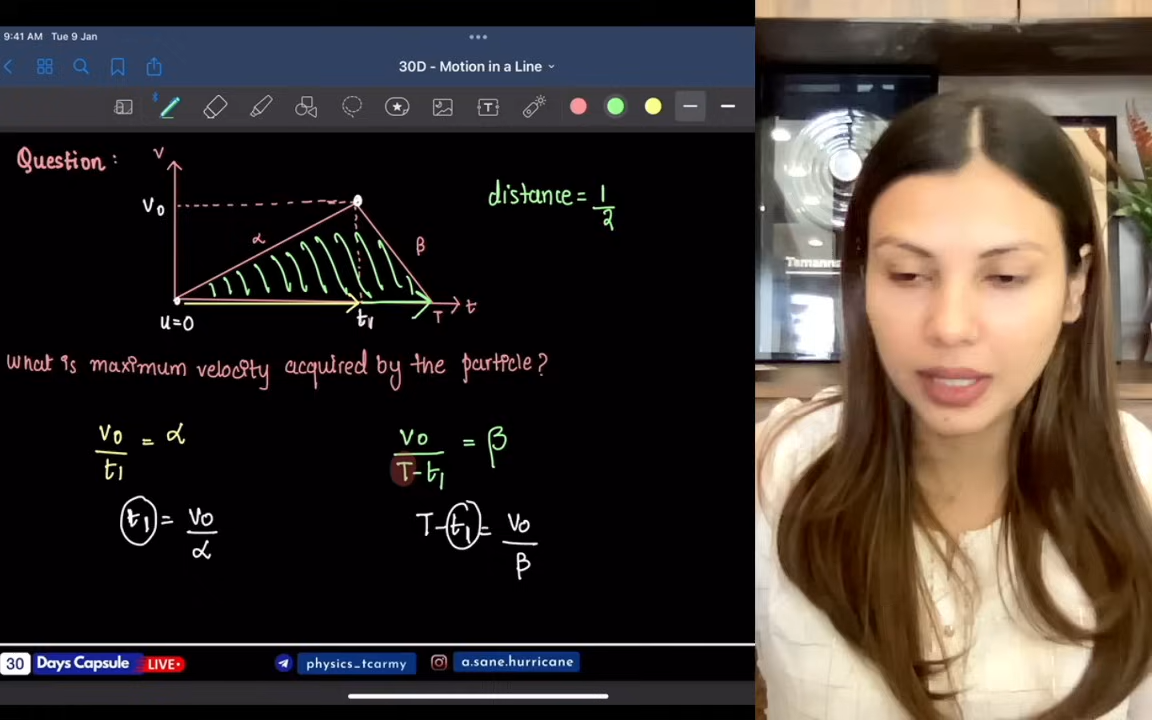 9:41 AM Tue 9 Jan
30D - Motion in a Line
Question:
v
v₀
α
β
u=0
t₁
T
t
distance = 1/2
What is maximum velocity acquired by the particle?
v₀/t₁ = α
v₀/(T-t₁) = β
t₁ = v₀/α
T-t₁ = v₀/β
30 Days Capsule LIVE
physics_tcarmy
a.sane.hurricane